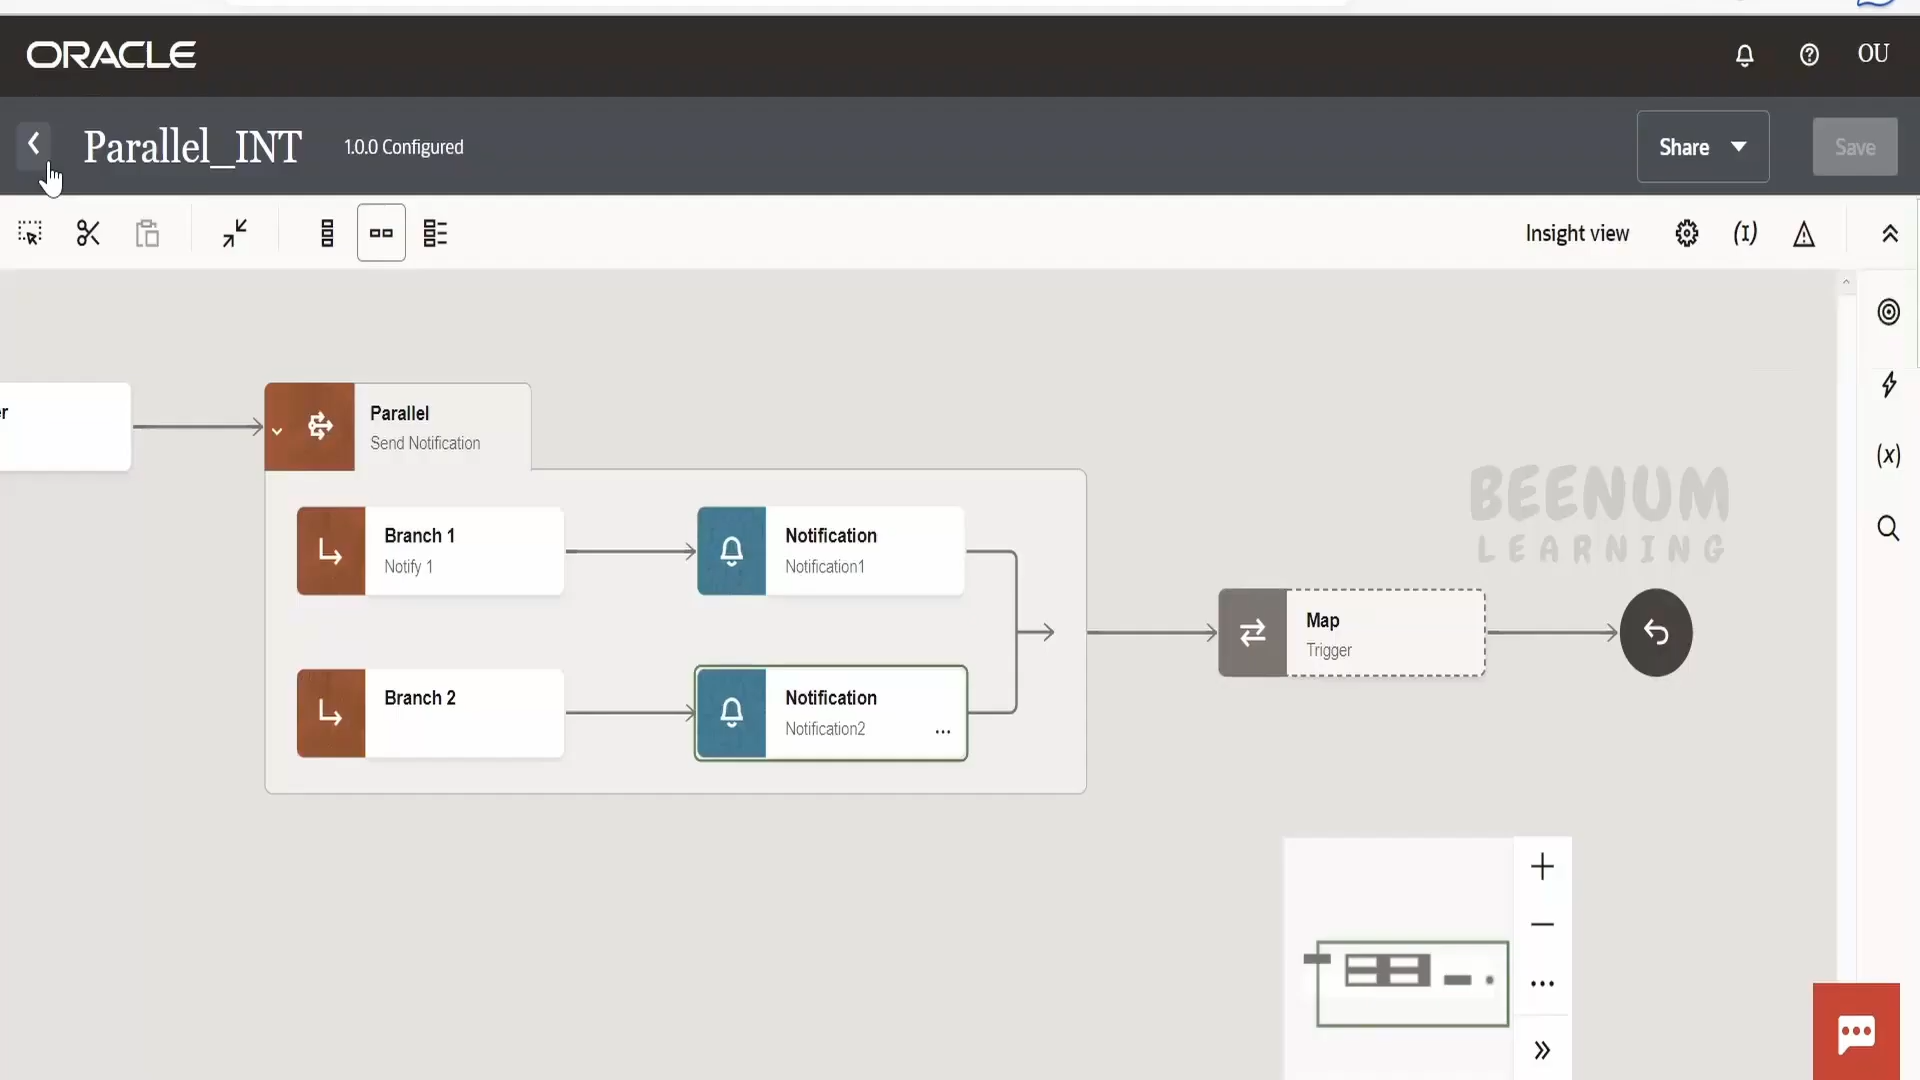 ORACLE
OU
Parallel_INT
1.0.0 Configured
Share
Save
Insight view
er
Parallel
Send Notification
Branch 1
Notify 1
Notification
Notification1
BEENUM
LEARNING
Map
Trigger
Branch 2
Notification
Notification2